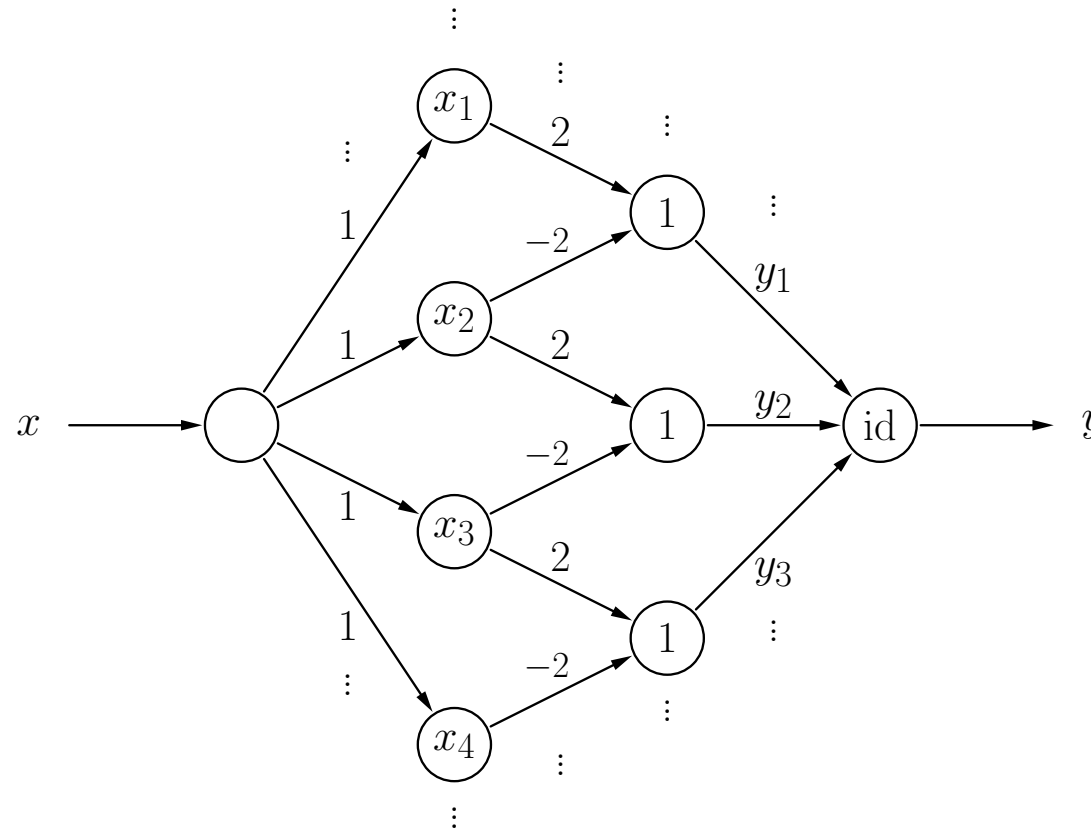 ⋮
x₁
⋮
⋮
2
⋮
1
1
⋮
−2
y₁
x₂
1
2
x
1
y₂
id
y
−2
1
x₃
2
y₃
1
1
⋮
−2
⋮
⋮
x₄
⋮
⋮